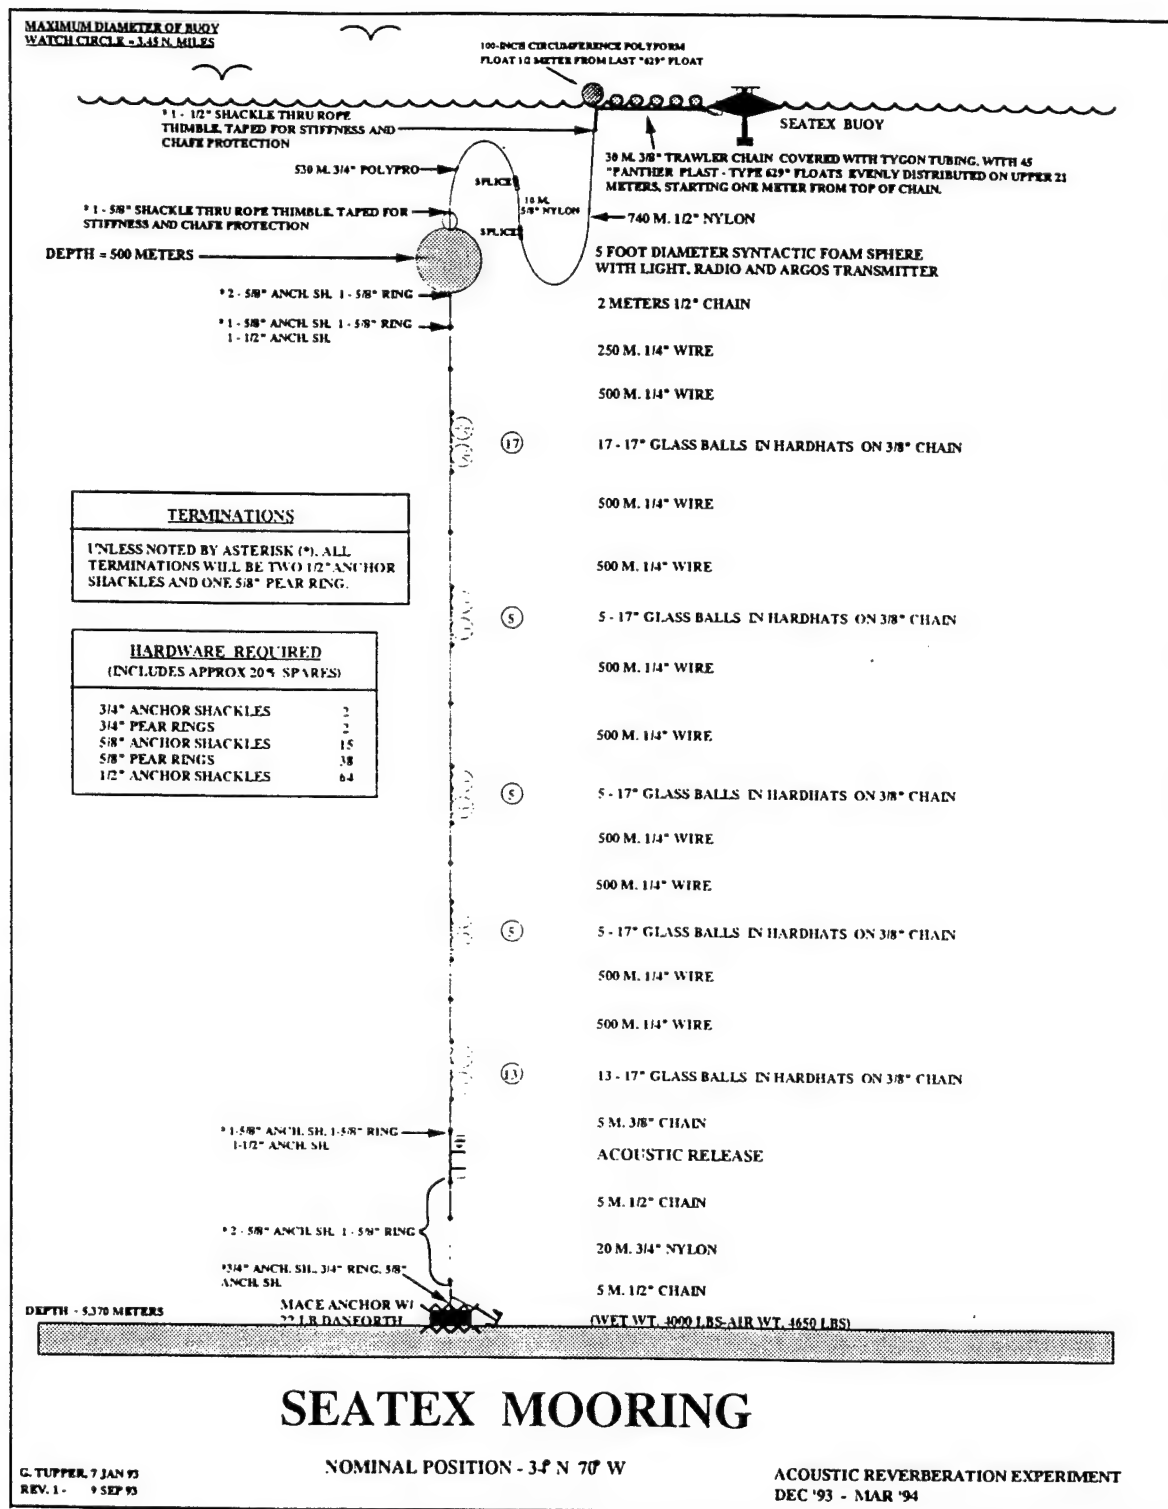 MAXIMUM DIAMETER OF BUOY
WATCH CIRCLE - 3.45 N. MILES
100-INCH CIRCUMFERENCE POLYFORM
FLOAT 1/2 METER FROM LAST "629" FLOAT
* 1 - 1/2" SHACKLE THRU ROPE
THIMBLE, TAPED FOR STIFFNESS AND
CHAFE PROTECTION
SEATEX BUOY
30 M. 3/8" TRAWLER CHAIN COVERED WITH TYGON TUBING, WITH 45
"PANTHER PLAST - TYPE 629" FLOATS EVENLY DISTRIBUTED ON UPPER 21
METERS, STARTING ONE METER FROM TOP OF CHAIN.
530 M. 3/4" POLYPRO
SPLICE
10 M.
5/8" NYLON
* 1 - 5/8" SHACKLE THRU ROPE THIMBLE, TAPED FOR
STIFFNESS AND CHAFE PROTECTION
740 M. 1/2" NYLON
SPLICE
DEPTH = 500 METERS
5 FOOT DIAMETER SYNTACTIC FOAM SPHERE
WITH LIGHT, RADIO AND ARGOS TRANSMITTER
* 2 - 5/8" ANCH. SH. 1 - 5/8" RING
2 METERS 1/2" CHAIN
* 1 - 5/8" ANCH. SH. 1 - 5/8" RING
1 - 1/2" ANCH. SH.
250 M. 1/4" WIRE
500 M. 1/4" WIRE
17
17 - 17" GLASS BALLS IN HARDHATS ON 3/8" CHAIN
500 M. 1/4" WIRE
TERMINATIONS
UNLESS NOTED BY ASTERISK (*), ALL
TERMINATIONS WILL BE TWO 1/2" ANCHOR
SHACKLES AND ONE 5/8" PEAR RING.
500 M. 1/4" WIRE
5
5 - 17" GLASS BALLS IN HARDHATS ON 3/8" CHAIN
HARDWARE REQUIRED
(INCLUDES APPROX 20% SPARES)
3/4" ANCHOR SHACKLES 2
3/4" PEAR RINGS 2
5/8" ANCHOR SHACKLES 15
5/8" PEAR RINGS 38
1/2" ANCHOR SHACKLES 64
500 M. 1/4" WIRE
500 M. 1/4" WIRE
5
5 - 17" GLASS BALLS IN HARDHATS ON 3/8" CHAIN
500 M. 1/4" WIRE
500 M. 1/4" WIRE
5
5 - 17" GLASS BALLS IN HARDHATS ON 3/8" CHAIN
500 M. 1/4" WIRE
500 M. 1/4" WIRE
13
13 - 17" GLASS BALLS IN HARDHATS ON 3/8" CHAIN
5 M. 3/8" CHAIN
* 1-5/8" ANCH. SH. 1-5/8" RING
1-1/2" ANCH. SH.
ACOUSTIC RELEASE
5 M. 1/2" CHAIN
* 2 - 5/8" ANCH. SH. 1 - 5/8" RING
20 M. 3/4" NYLON
*3/4" ANCH. SH., 3/4" RING, 5/8"
ANCH. SH.
5 M. 1/2" CHAIN
DEPTH - 5,370 METERS
MACE ANCHOR W/
22 LB DANFORTH
(WET WT. 4000 LBS-AIR WT. 4650 LBS)
SEATEX MOORING
NOMINAL POSITION - 34° N 70° W
G. TUPPER, 7 JAN 93
REV. 1 - 9 SEP 93
ACOUSTIC REVERBERATION EXPERIMENT
DEC '93 - MAR '94